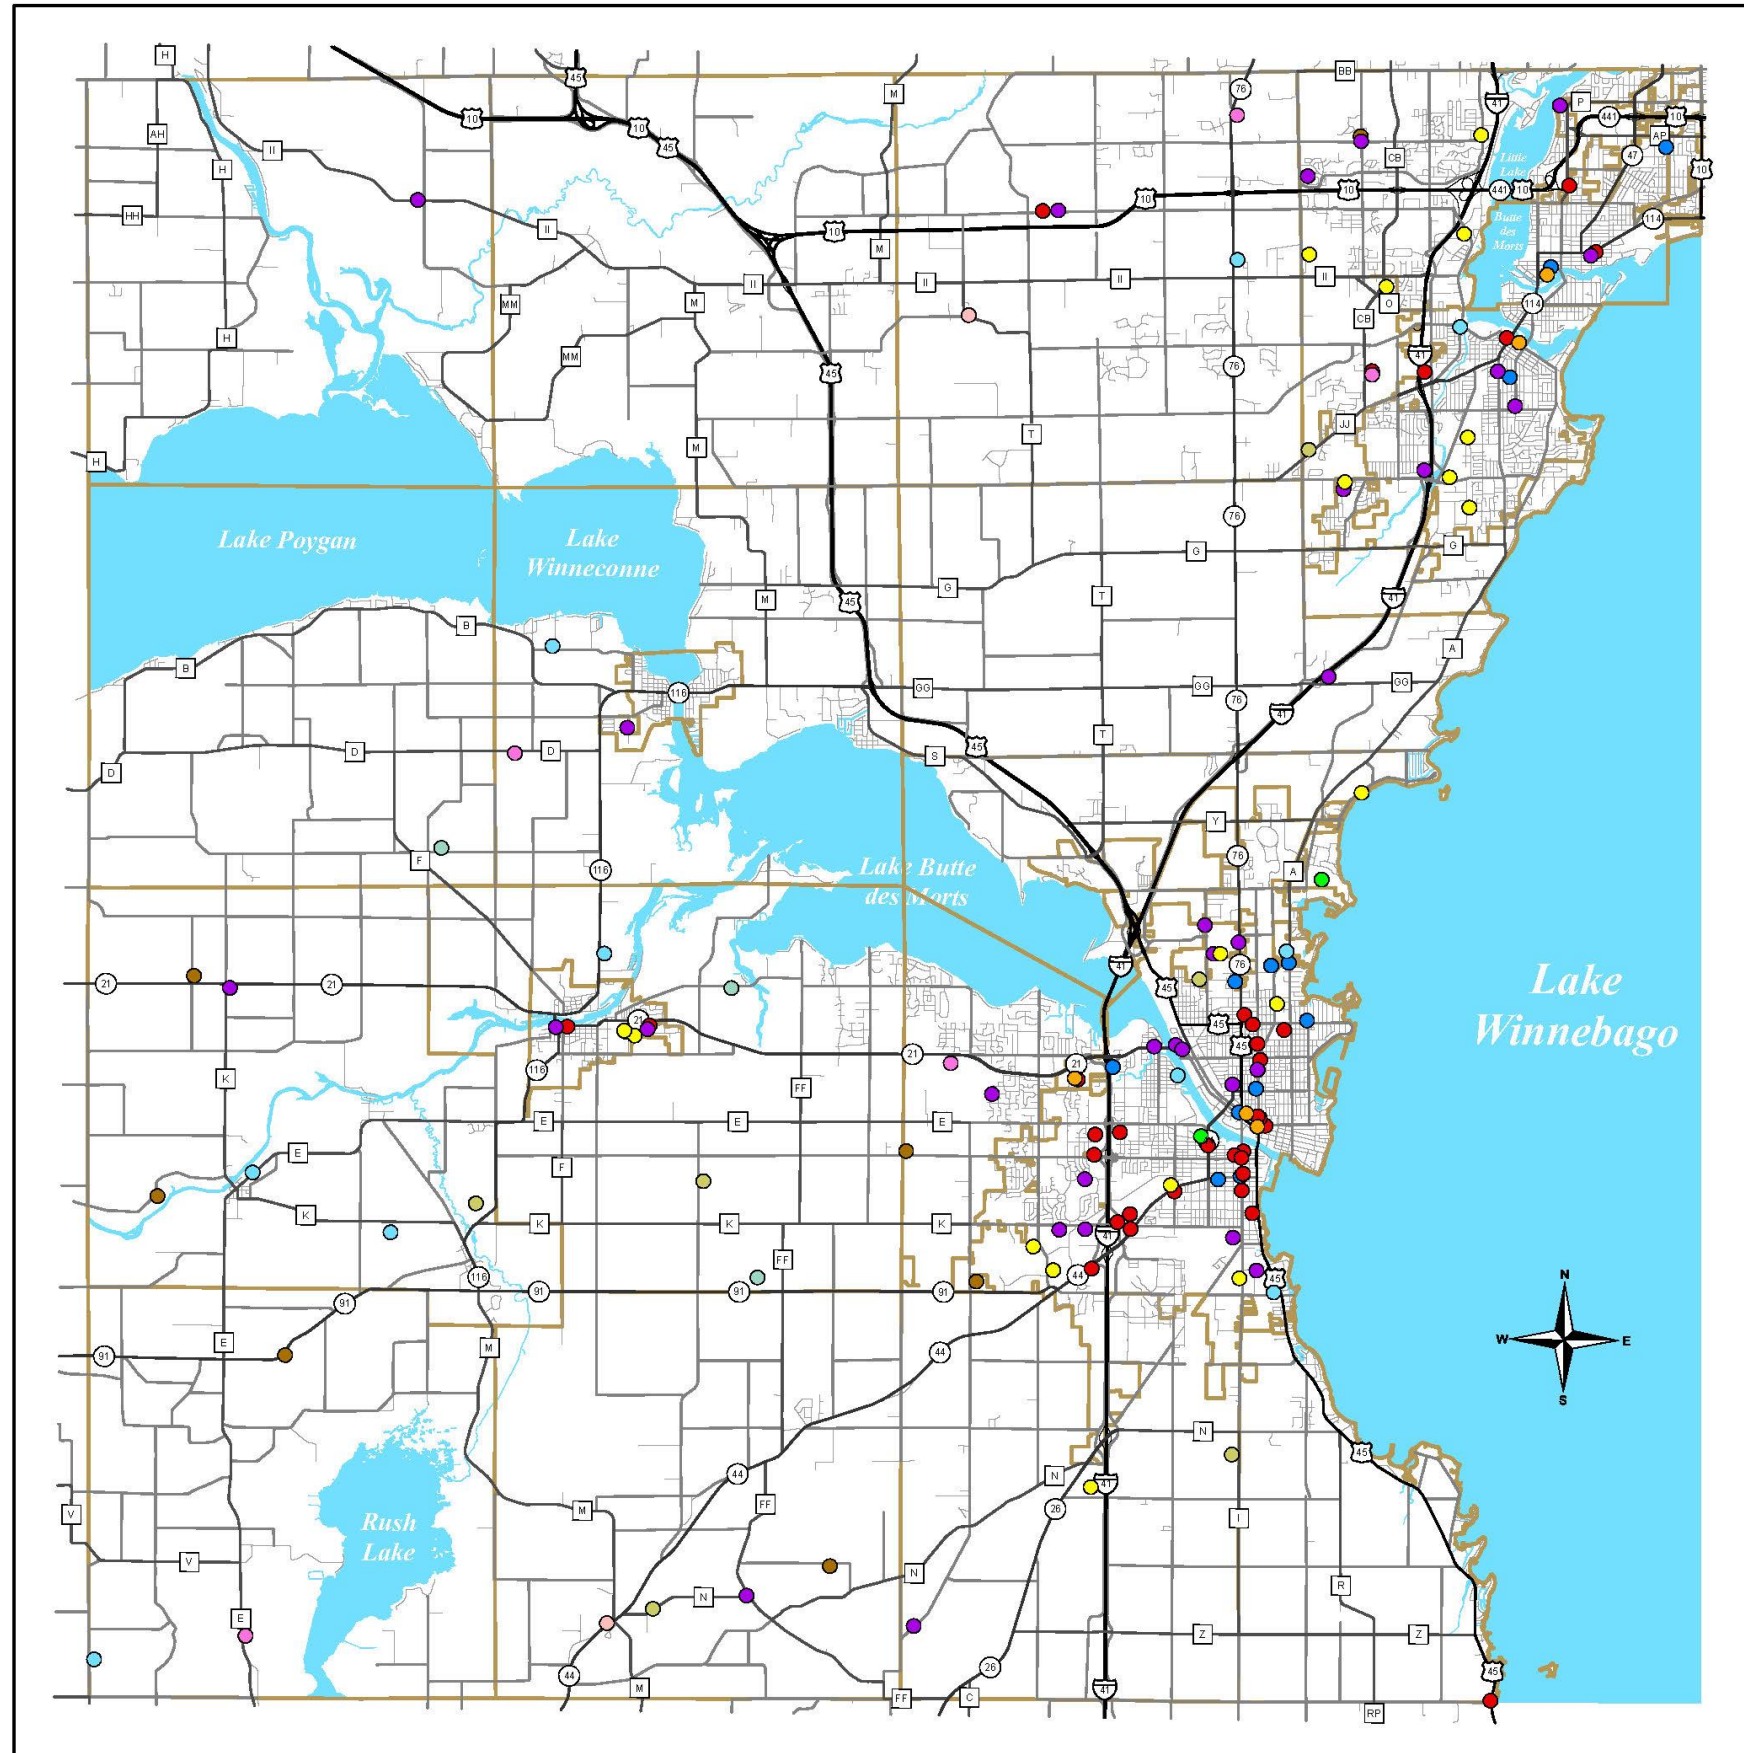 H
45
BB
M
76
41
P
10
10
441
10
AH
AP
II
45
CB
47
H
Little
Lake
10
10
10
441
10
HH
Butte
des
Morts
114
II
10
M
II
II
II
II
MM
M
O
114
H
CB
MM
41
45
76
JJ
T
M
H
76
Lake Poygan
Lake
Winneconne
G
G
G
45
M
T
41
B
A
B
GG
GG
GG
116
76
41
D
D
T
45
S
D
Y
F
76
116
Lake Butte
des Morts
A
41
76
21
21
45
Lake
Winnebago
21
45
45
21
21
116
K
FF
E
E
E
E
F
K
K
K
K
41
FF
116
44
45
91
91
91
91
N
E
M
W
E
91
44
S
N
45
44
N
41
FF
26
M
V
I
Rush
Lake
V
N
R
N
E
Z
Z
44
26
45
M
41
FF
C
RP